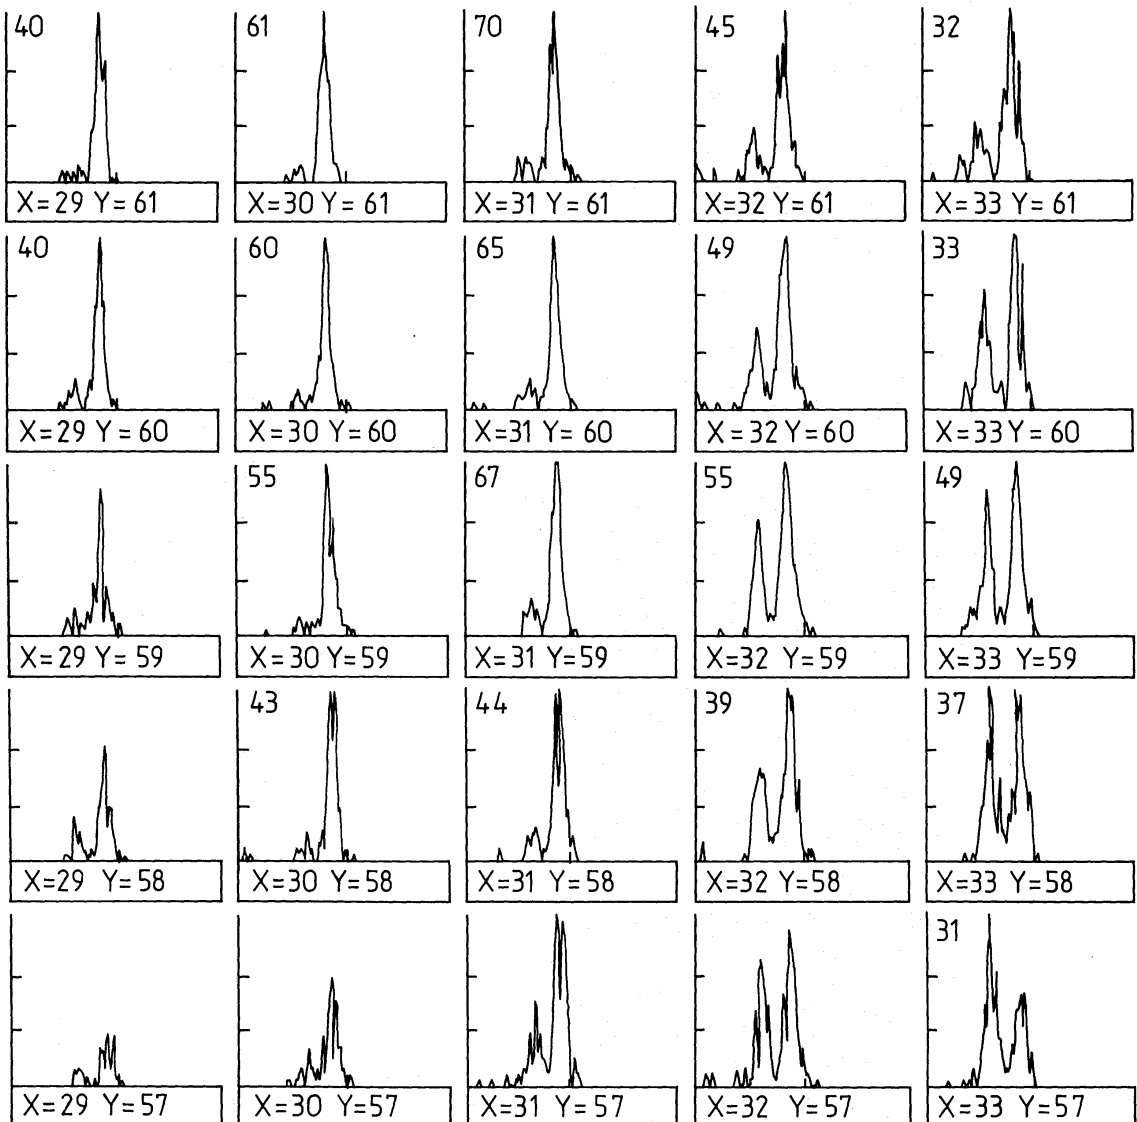 40 61 70 45 32
X=29 Y=61 X=30 Y=61 X=31 Y=61 X=32 Y=61 X=33 Y=61
40 60 65 49 33
X=29 Y=60 X=30 Y=60 X=31 Y=60 X=32 Y=60 X=33 Y=60
55 67 55 49
X=29 Y=59 X=30 Y=59 X=31 Y=59 X=32 Y=59 X=33 Y=59
43 44 39 37
X=29 Y=58 X=30 Y=58 X=31 Y=58 X=32 Y=58 X=33 Y=58
31
X=29 Y=57 X=30 Y=57 X=31 Y=57 X=32 Y=57 X=33 Y=57